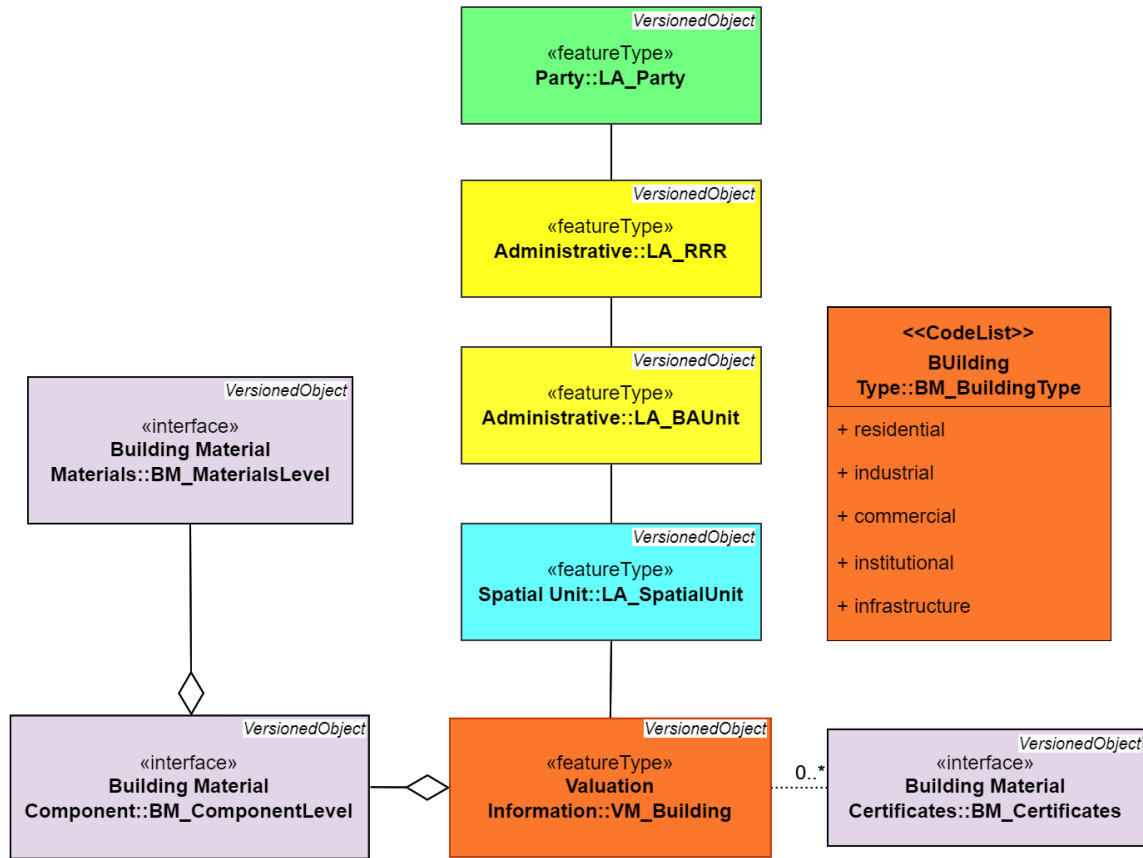 VersionedObject
«featureType»
Party::LA_Party
VersionedObject
«featureType»
Administrative::LA_RRR
VersionedObject
«featureType»
Administrative::LA_BAUnit
<<CodeList>>
BUilding
Type::BM_BuildingType
+ residential
+ industrial
+ commercial
+ institutional
+ infrastructure
VersionedObject
«interface»
Building Material
Materials::BM_MaterialsLevel
VersionedObject
«featureType»
Spatial Unit::LA_SpatialUnit
VersionedObject
«interface»
Building Material
Component::BM_ComponentLevel
VersionedObject
«featureType»
Valuation
Information::VM_Building
0..*
VersionedObject
«interface»
Building Material
Certificates::BM_Certificates